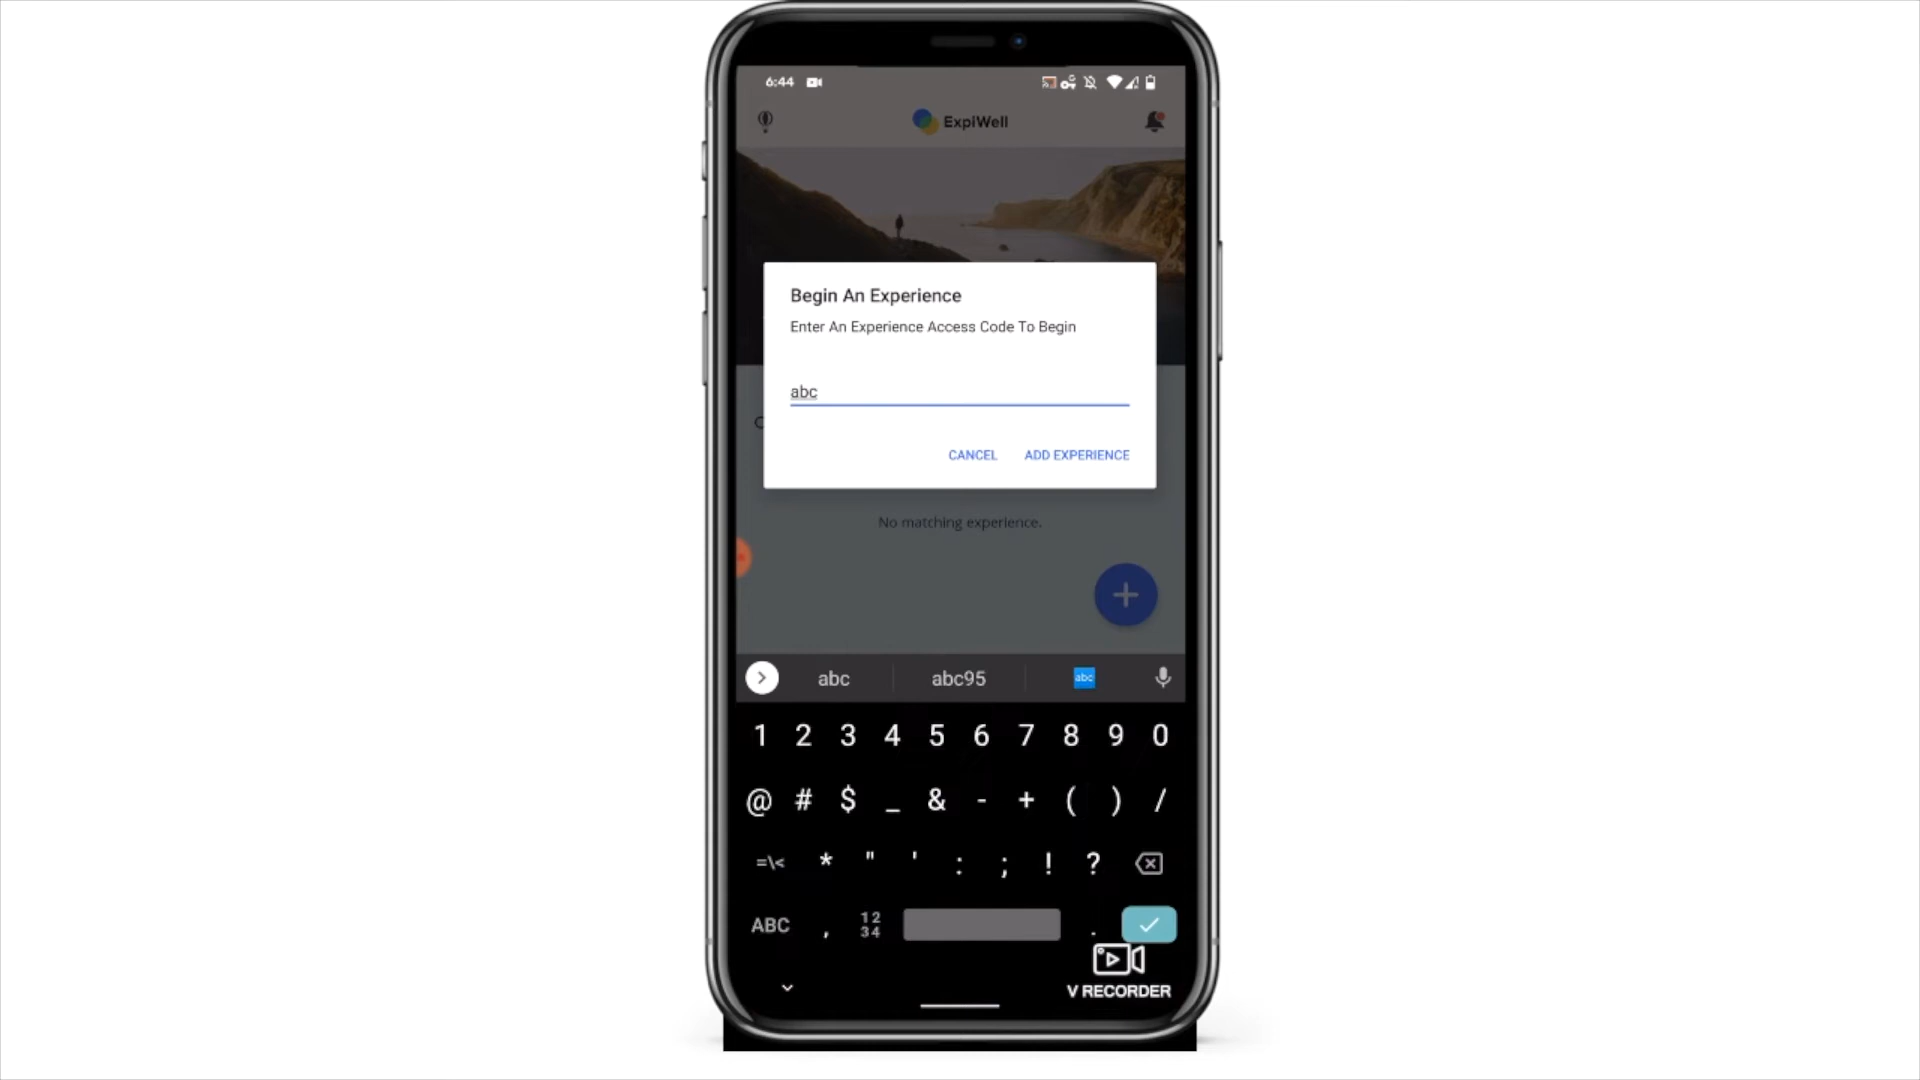 6:44
ExpiWell
Begin An Experience
Enter An Experience Access Code To Begin
abc
CANCEL ADD EXPERIENCE
No matching experience.
abc abc95 abc
1 2 3 4 5 6 7 8 9 0
@ # $ _ & - + ( ) /
=\< * " ' : ; ! ?
ABC , 12 34 .
V RECORDER